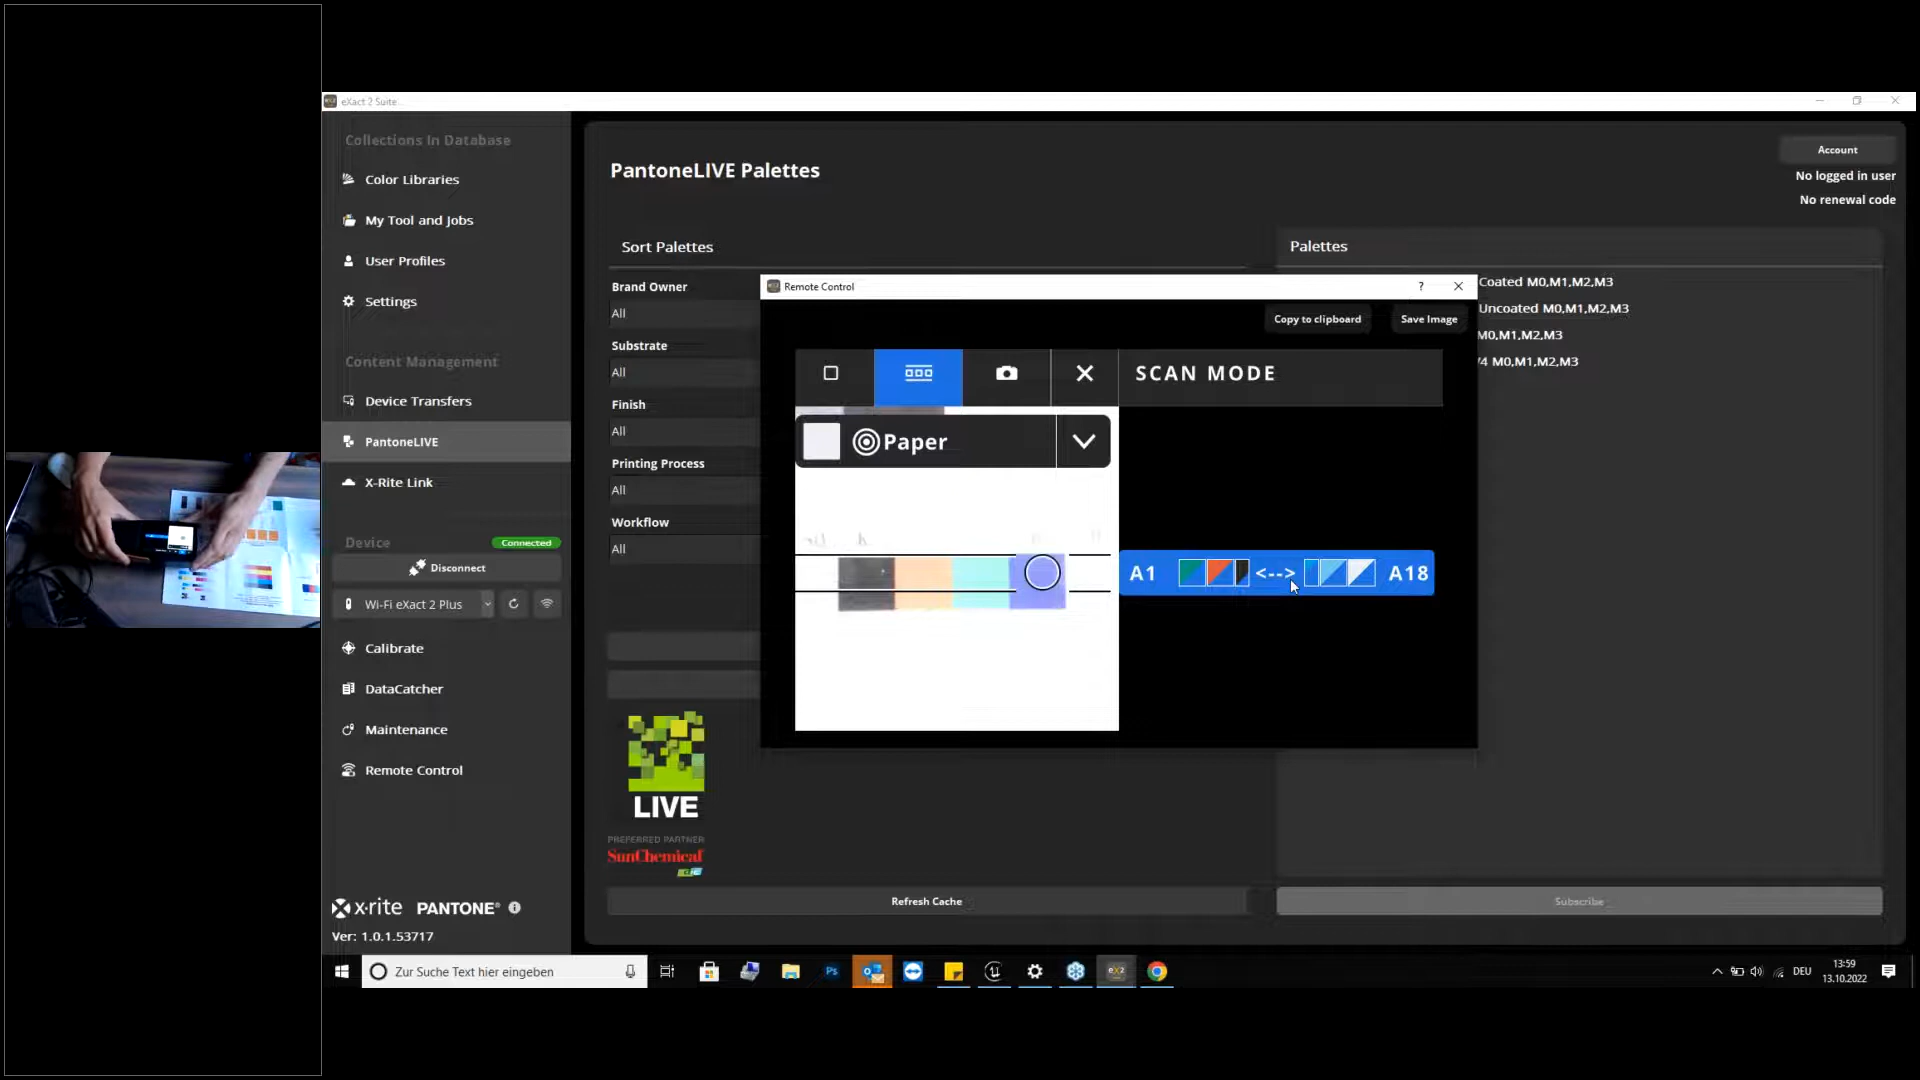 eXact 2 Suite
Collections In Database
Color Libraries
My Tool and Jobs
User Profiles
Settings
Content Management
Device Transfers
PantoneLIVE
X-Rite Link
Device
Connected
Disconnect
Wi-Fi eXact 2 Plus
Calibrate
DataCatcher
Maintenance
Remote Control
x·rite PANTONE®
Ver: 1.0.1.53717
PantoneLIVE Palettes
Account
No logged in user
No renewal code
Sort Palettes
Brand Owner
All
Substrate
All
Finish
All
Printing Process
All
Workflow
All
LIVE
PREFERRED PARTNER
SunChemical
Refresh Cache
Palettes
Coated M0,M1,M2,M3
Uncoated M0,M1,M2,M3
M0,M1,M2,M3
M0,M1,M2,M3
Subscribe
Remote Control
?
Copy to clipboard
Save Image
SCAN MODE
Paper
A1 <--> A18
Zur Suche Text hier eingeben
Ps
eX2
DEU
13:59
13.10.2022